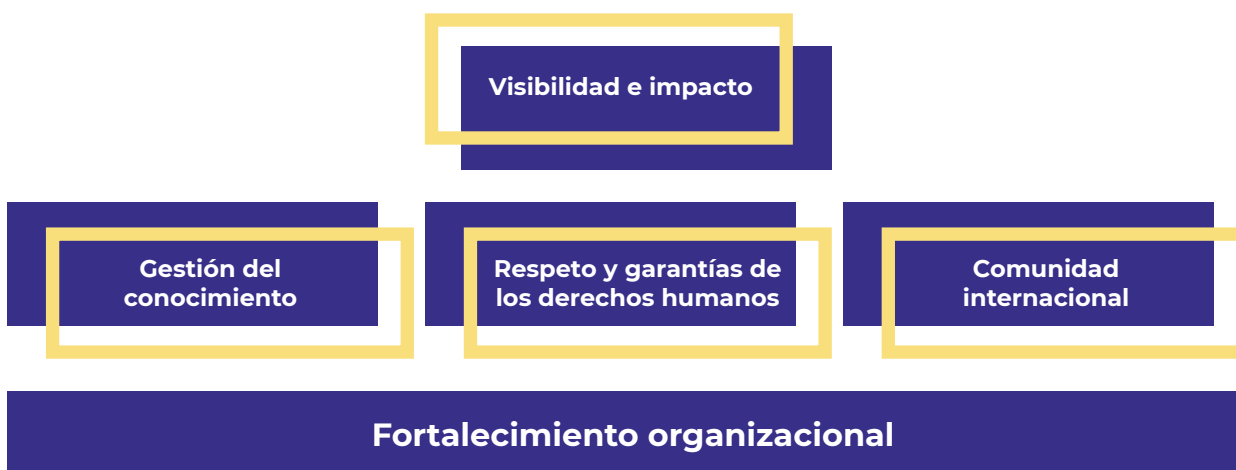 Visibilidad e impacto
Gestión del
conocimiento
Respeto y garantías de
los derechos humanos
Comunidad
internacional
Fortalecimiento organizacional